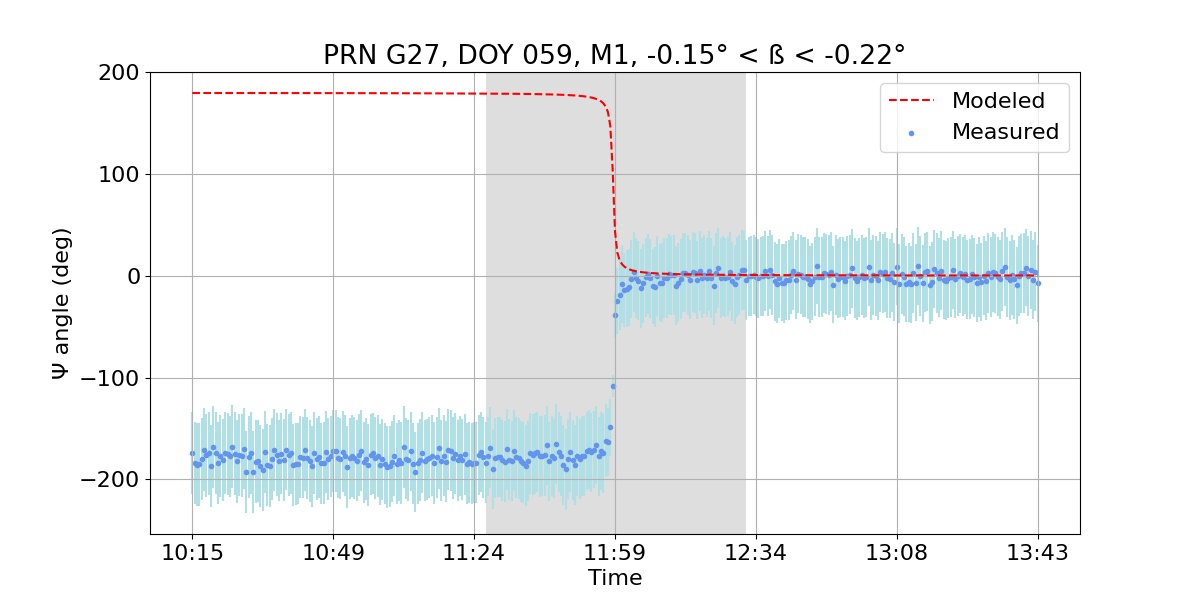 PRN G27, DOY 059, M1, -0.15° < ß < -0.22°
200
100
0
−100
−200
Ψ angle (deg)
Modeled
Measured
10:15 10:49 11:24 11:59 12:34 13:08 13:43
Time